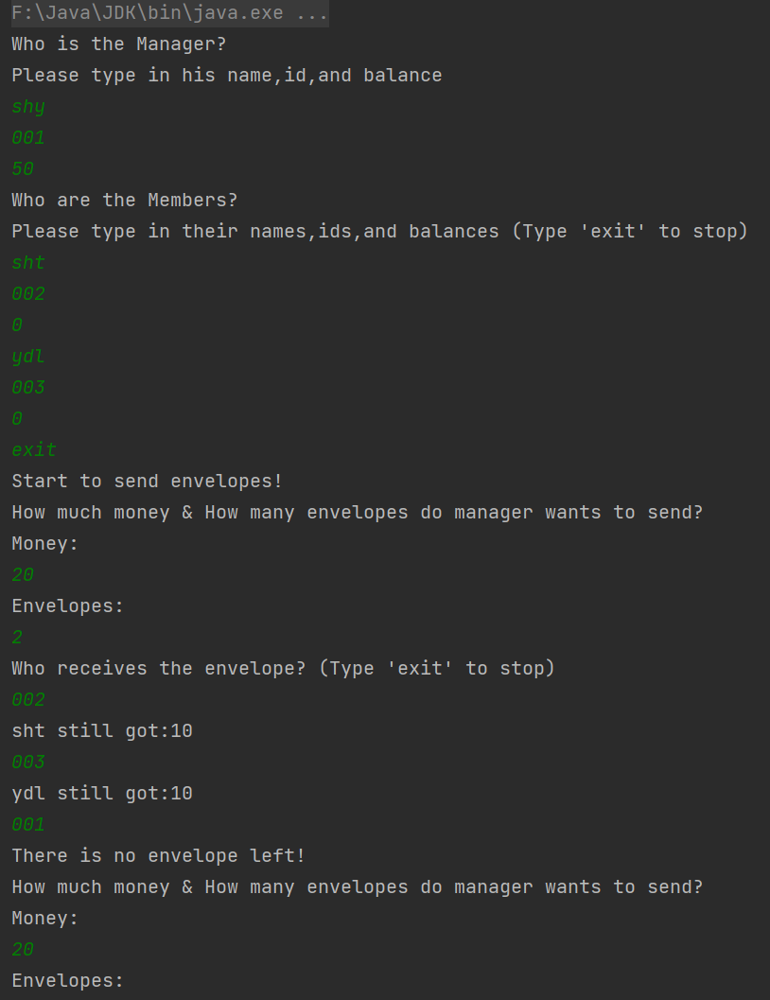 F:\Java\JDK\bin\java.exe ...
Who is the Manager?
Please type in his name,id,and balance
shy
001
50
Who are the Members?
Please type in their names,ids,and balances (Type 'exit' to stop)
sht
002
0
ydl
003
0
exit
Start to send envelopes!
How much money & How many envelopes do manager wants to send?
Money:
20
Envelopes:
2
Who receives the envelope? (Type 'exit' to stop)
002
sht still got:10
003
ydl still got:10
001
There is no envelope left!
How much money & How many envelopes do manager wants to send?
Money:
20
Envelopes: